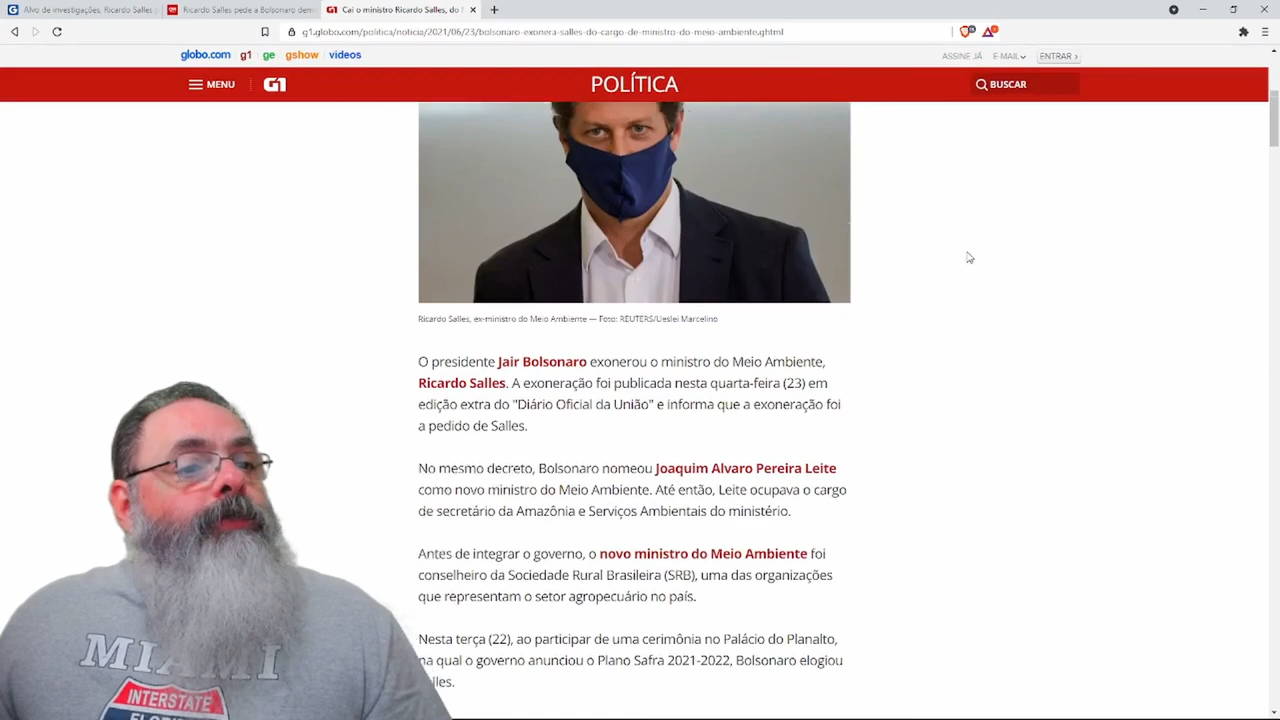 Alvo de investigações, Ricardo Salles
Ricardo Salles pede a Bolsonaro dem
Cai o ministro Ricardo Salles, do
g1.globo.com/politica/noticia/2021/06/23/bolsonaro-exonera-salles-do-cargo-de-ministro-do-meio-ambiente.ghtml
globo.com g1 ge gshow videos
ASSINE JÁ E-MAIL ENTRAR ›
MENU G1 POLÍTICA BUSCAR
Ricardo Salles, ex-ministro do Meio Ambiente — Foto: REUTERS/Ueslei Marcelino
O presidente Jair Bolsonaro exonerou o ministro do Meio Ambiente,
Ricardo Salles. A exoneração foi publicada nesta quarta-feira (23) em
edição extra do "Diário Oficial da União" e informa que a exoneração foi
a pedido de Salles.
No mesmo decreto, Bolsonaro nomeou Joaquim Alvaro Pereira Leite
como novo ministro do Meio Ambiente. Até então, Leite ocupava o cargo
de secretário da Amazônia e Serviços Ambientais do ministério.
Antes de integrar o governo, o novo ministro do Meio Ambiente foi
conselheiro da Sociedade Rural Brasileira (SRB), uma das organizações
que representam o setor agropecuário no país.
Nesta terça (22), ao participar de uma cerimônia no Palácio do Planalto,
na qual o governo anunciou o Plano Safra 2021-2022, Bolsonaro elogiou
lles.
MIAMI
INTERSTATE